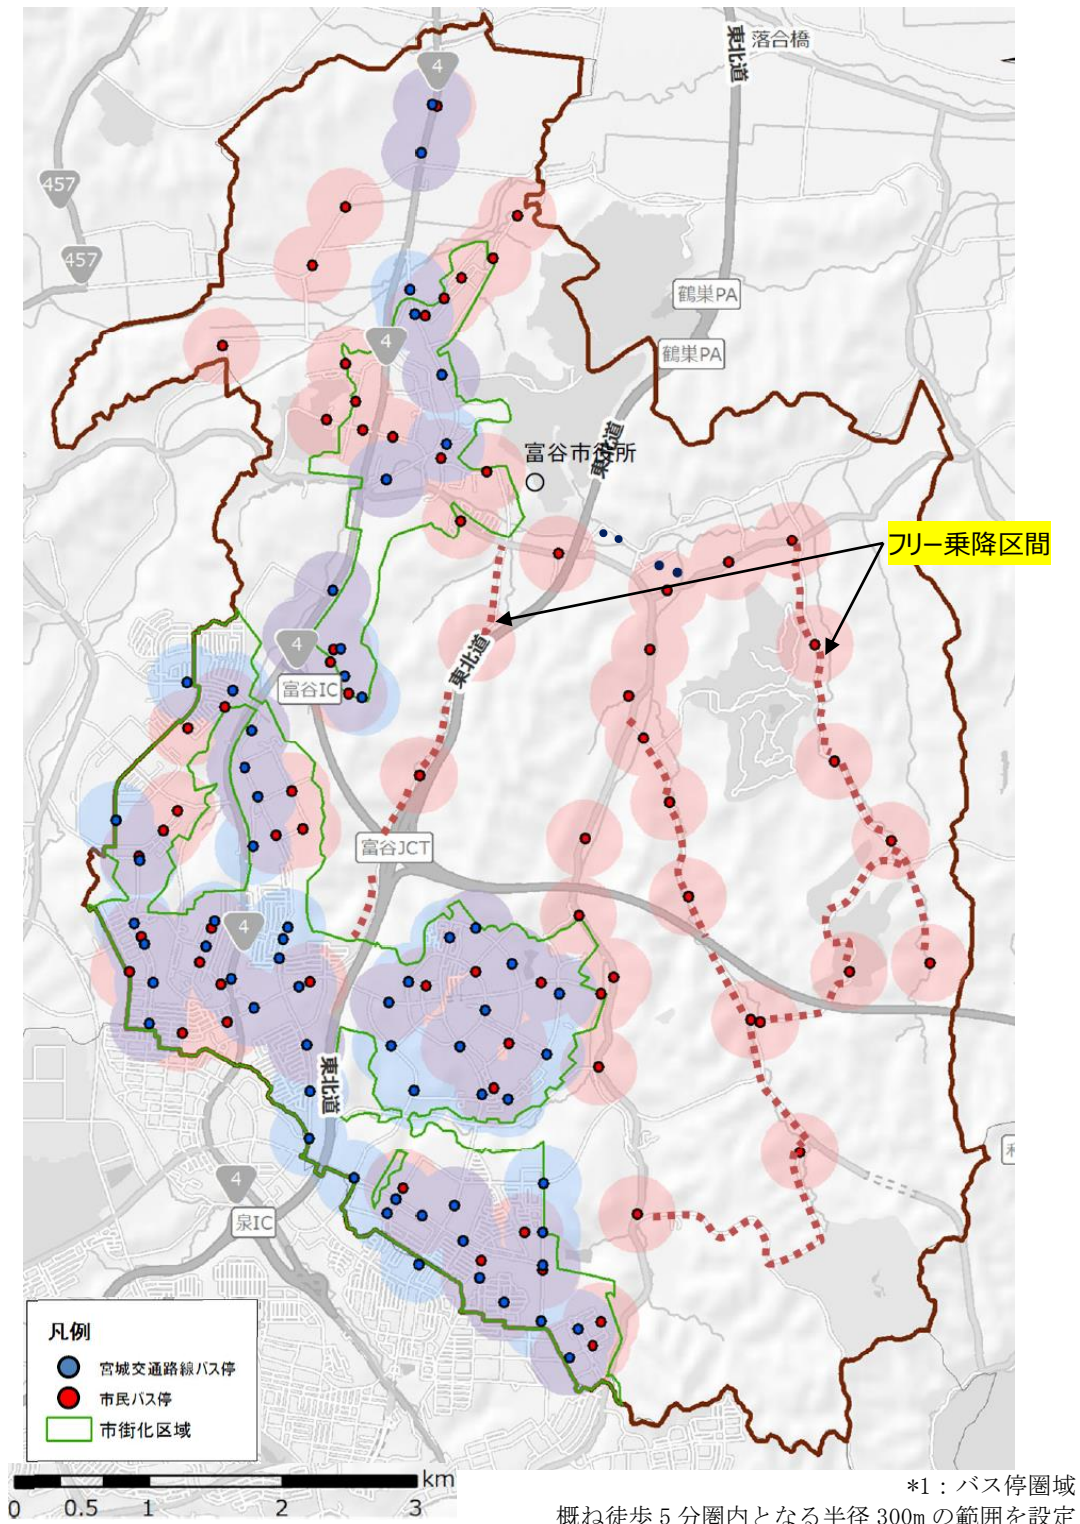 4
東北道
落合橋
457
457
鶴巣PA
4
鶴巣PA
東北道
富谷市役所
フリー乗降区間
4
東北道
富谷IC
富谷JCT
4
東北道
4
泉IC
凡例
宮城交通路線バス停
市民バス停
市街化区域
km
0 0.5 1 2 3
*1：バス停圏域
概ね徒歩 5 分圏内となる半径 300m の範囲を設定